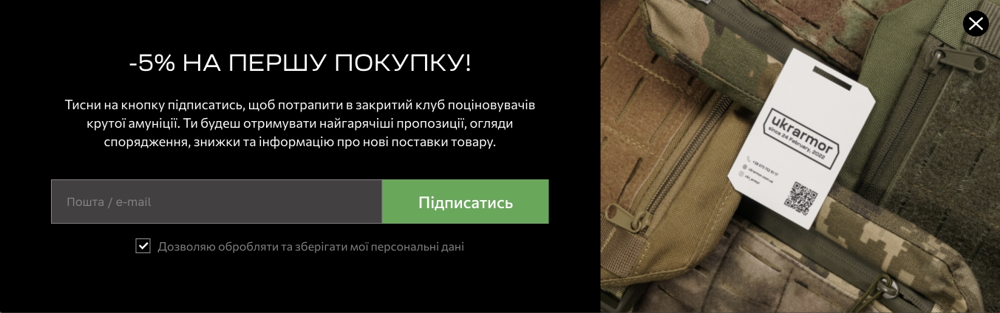 -5% НА ПЕРШУ ПОКУПКУ!
Тисни на кнопку підписатись, щоб потрапити в закритий клуб поціновувачів
крутої амуніції. Ти будеш отримувати найгарячіші пропозиції, огляди
спорядження, знижки та інформацію про нові поставки товару.
Пошта / e-mail
Підписатись
Дозволяю обробляти та зберігати мої персональні дані
ukrarmor
since 24 February, 2022